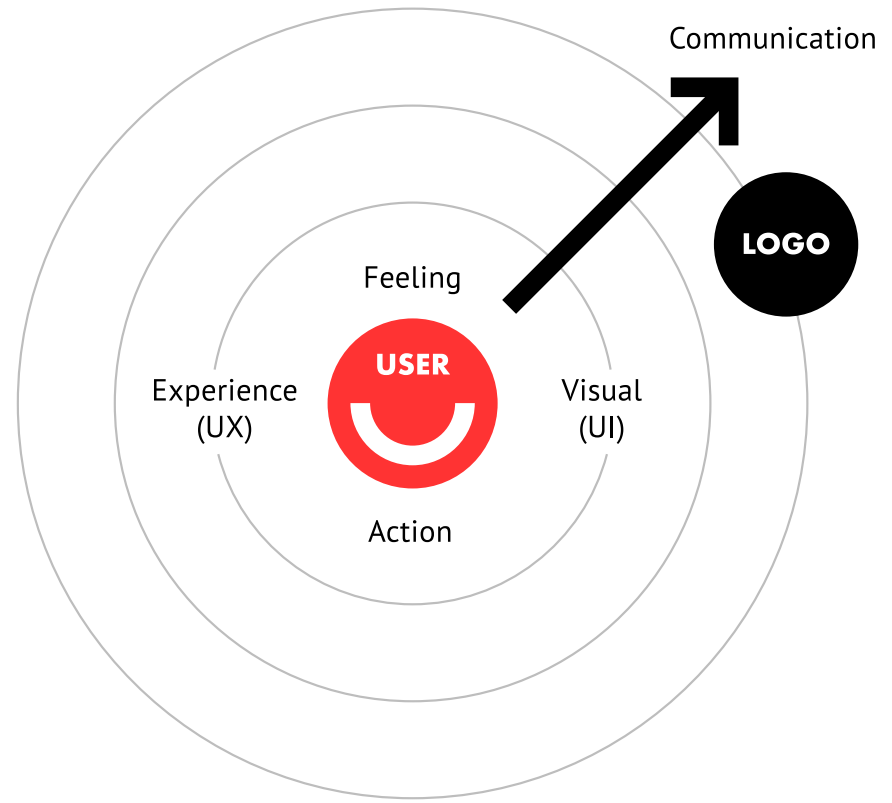 Communication
LOGO
Feeling
USER
Experience
(UX)
Visual
(UI)
Action